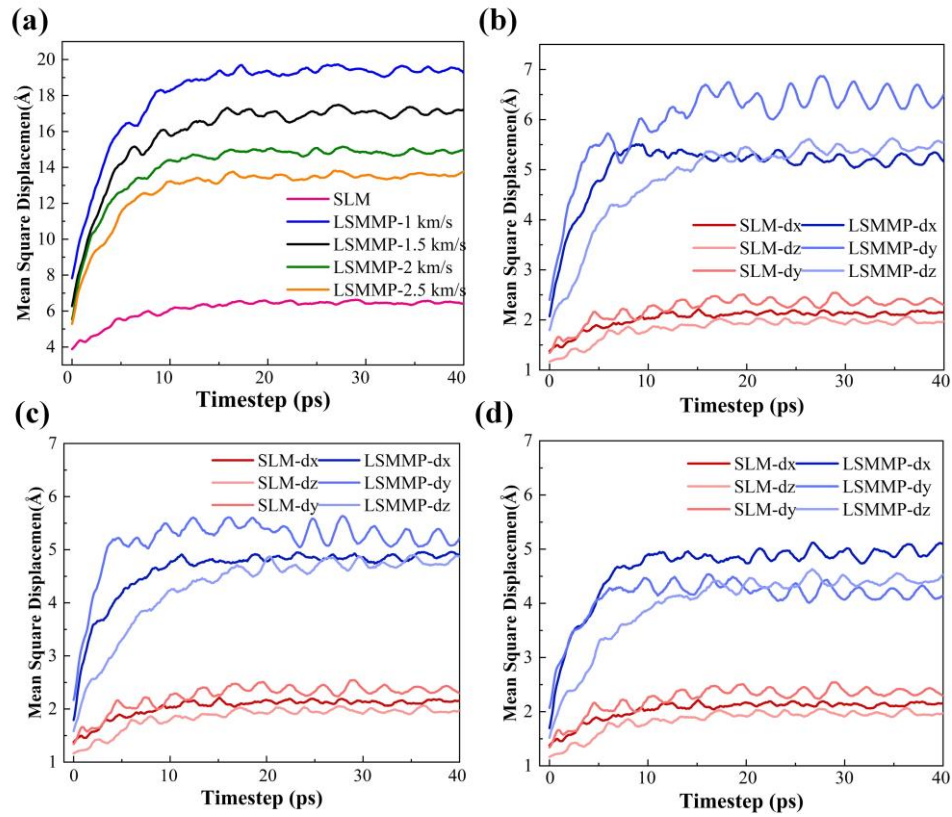 (a)
Mean Square Displacement(Å)
20
18
16
14
12
10
8
6
4
SLM
LSMMP-1 km/s
LSMMP-1.5 km/s
LSMMP-2 km/s
LSMMP-2.5 km/s
0 10 20 30 40
Timestep (ps)
(b)
Mean Square Displacemen(Å)
7
6
5
4
3
2
1
SLM-dx LSMMP-dx
SLM-dz LSMMP-dy
SLM-dy LSMMP-dz
0 10 20 30 40
Timestep (ps)
(c)
Mean Square Displacemen(Å)
7
6
5
4
3
2
1
SLM-dx LSMMP-dx
SLM-dz LSMMP-dy
SLM-dy LSMMP-dz
0 10 20 30 40
Timestep (ps)
(d)
Mean Square Displacemen(Å)
7
6
5
4
3
2
1
SLM-dx LSMMP-dx
SLM-dz LSMMP-dy
SLM-dy LSMMP-dz
0 10 20 30 40
Timestep (ps)